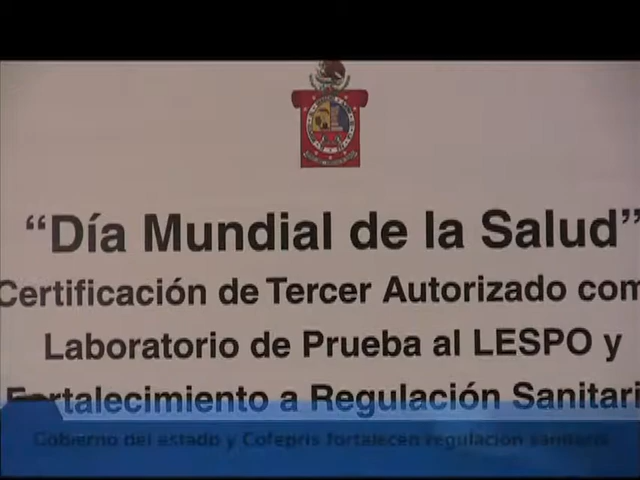 “Día Mundial de la Salud”
Certificación de Tercer Autorizado com
Laboratorio de Prueba al LESPO y
Fortalecimiento a Regulación Sanitari
Gobierno del estado y Cofepris fortalecen regulación sanitaria